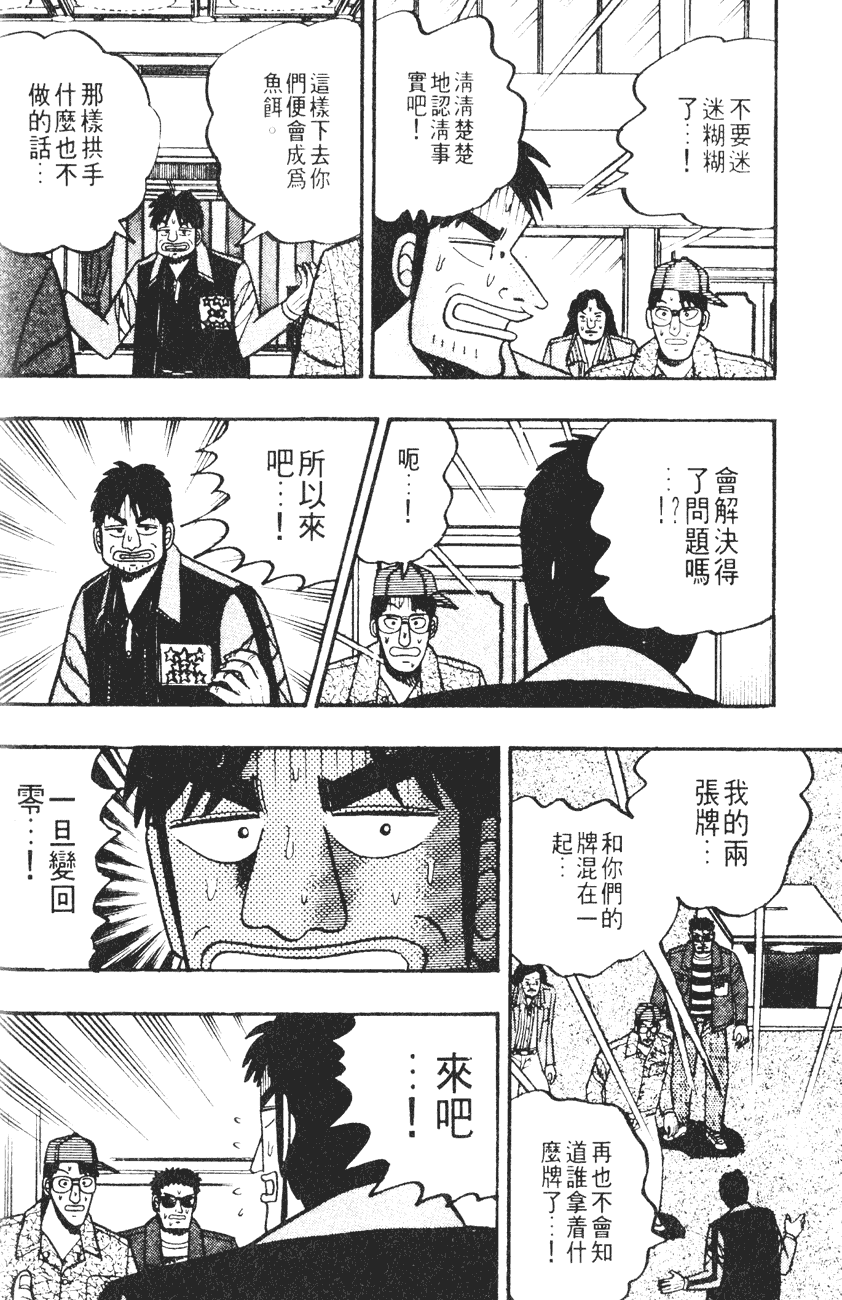 不要迷
迷糊糊
了…！
清清楚楚
地認清事
實吧！
這樣下去你
們便會成爲
魚餌。
那樣拱手
什麼也不
做的話…
會解決得
了問題嗎
…?!
呃…！
所以來
吧…！
我的兩
張牌…
和你們的
牌混在一
起…
再也不會知
道誰拿着什
麼牌了…！
一旦變回
零…！
來吧
…！